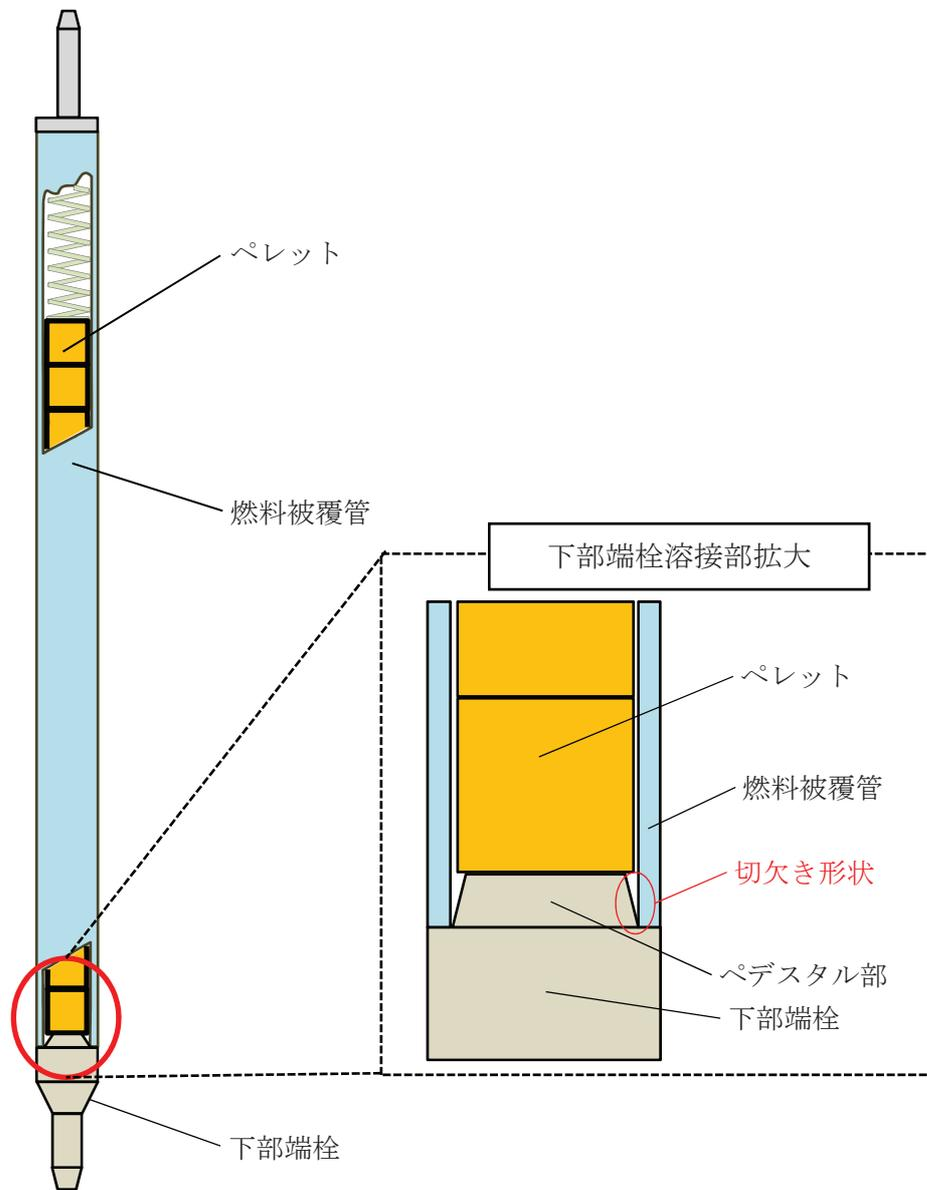 ペレット
燃料被覆管
下部端栓溶接部拡大
ペレット
燃料被覆管
切欠き形状
ペデスタル部
下部端栓
下部端栓